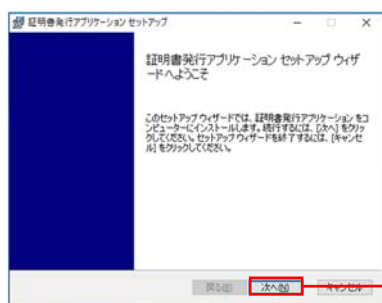 証明書発行アプリケーション セットアップ
証明書発行アプリケーション セットアップ ウィザ
ードへようこそ
このセットアップ ウィザードでは、証明書発行アプリケーション をコ
ンピューターにインストールします。続行するには、[次へ] をクリッ
クしてください。セットアップ ウィザードを終了するには、[キャンセ
ル] をクリックしてください。
戻る(B)
次へ(N)
キャンセル